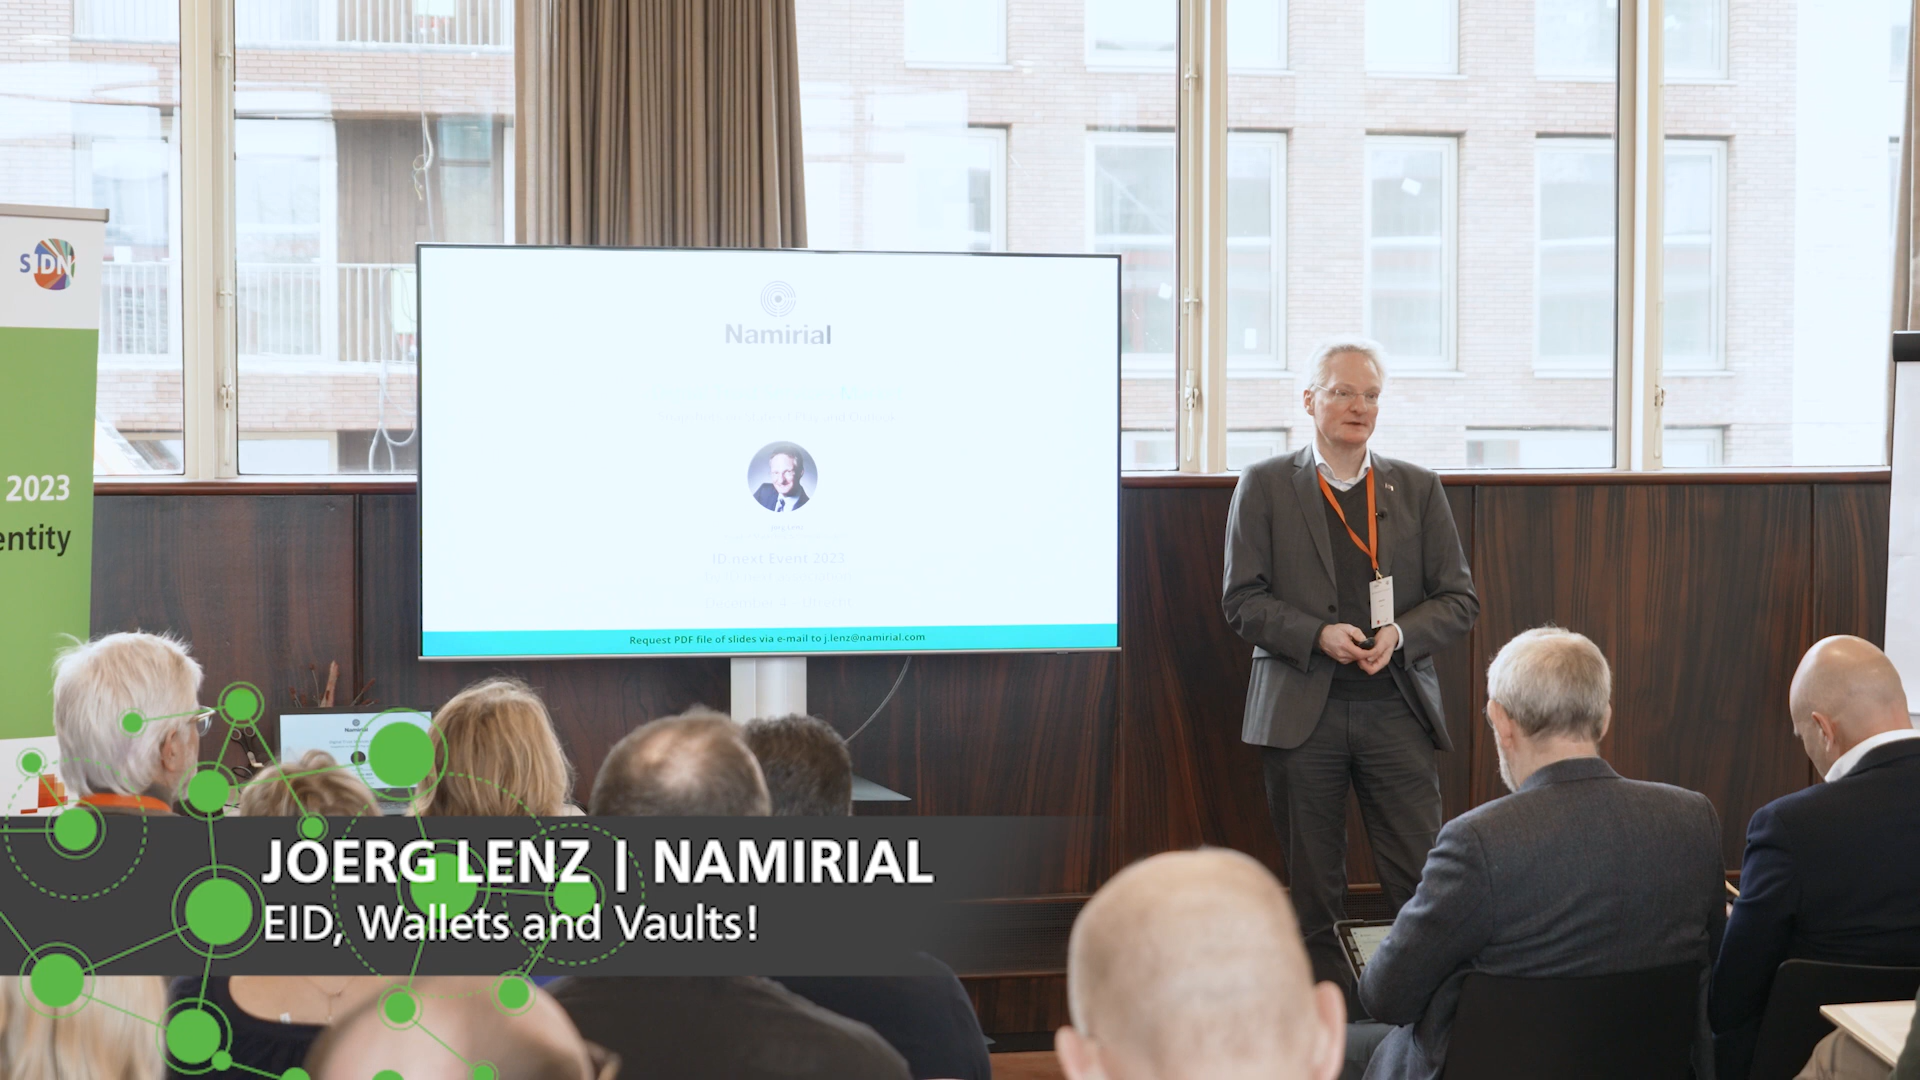 SIDN
2023
entity
Namirial
ID.next Event 2023
Request PDF file of slides via e-mail to j.lenz@namirial.com
Namirial
JOERG LENZ | NAMIRIAL
EID, Wallets and Vaults!